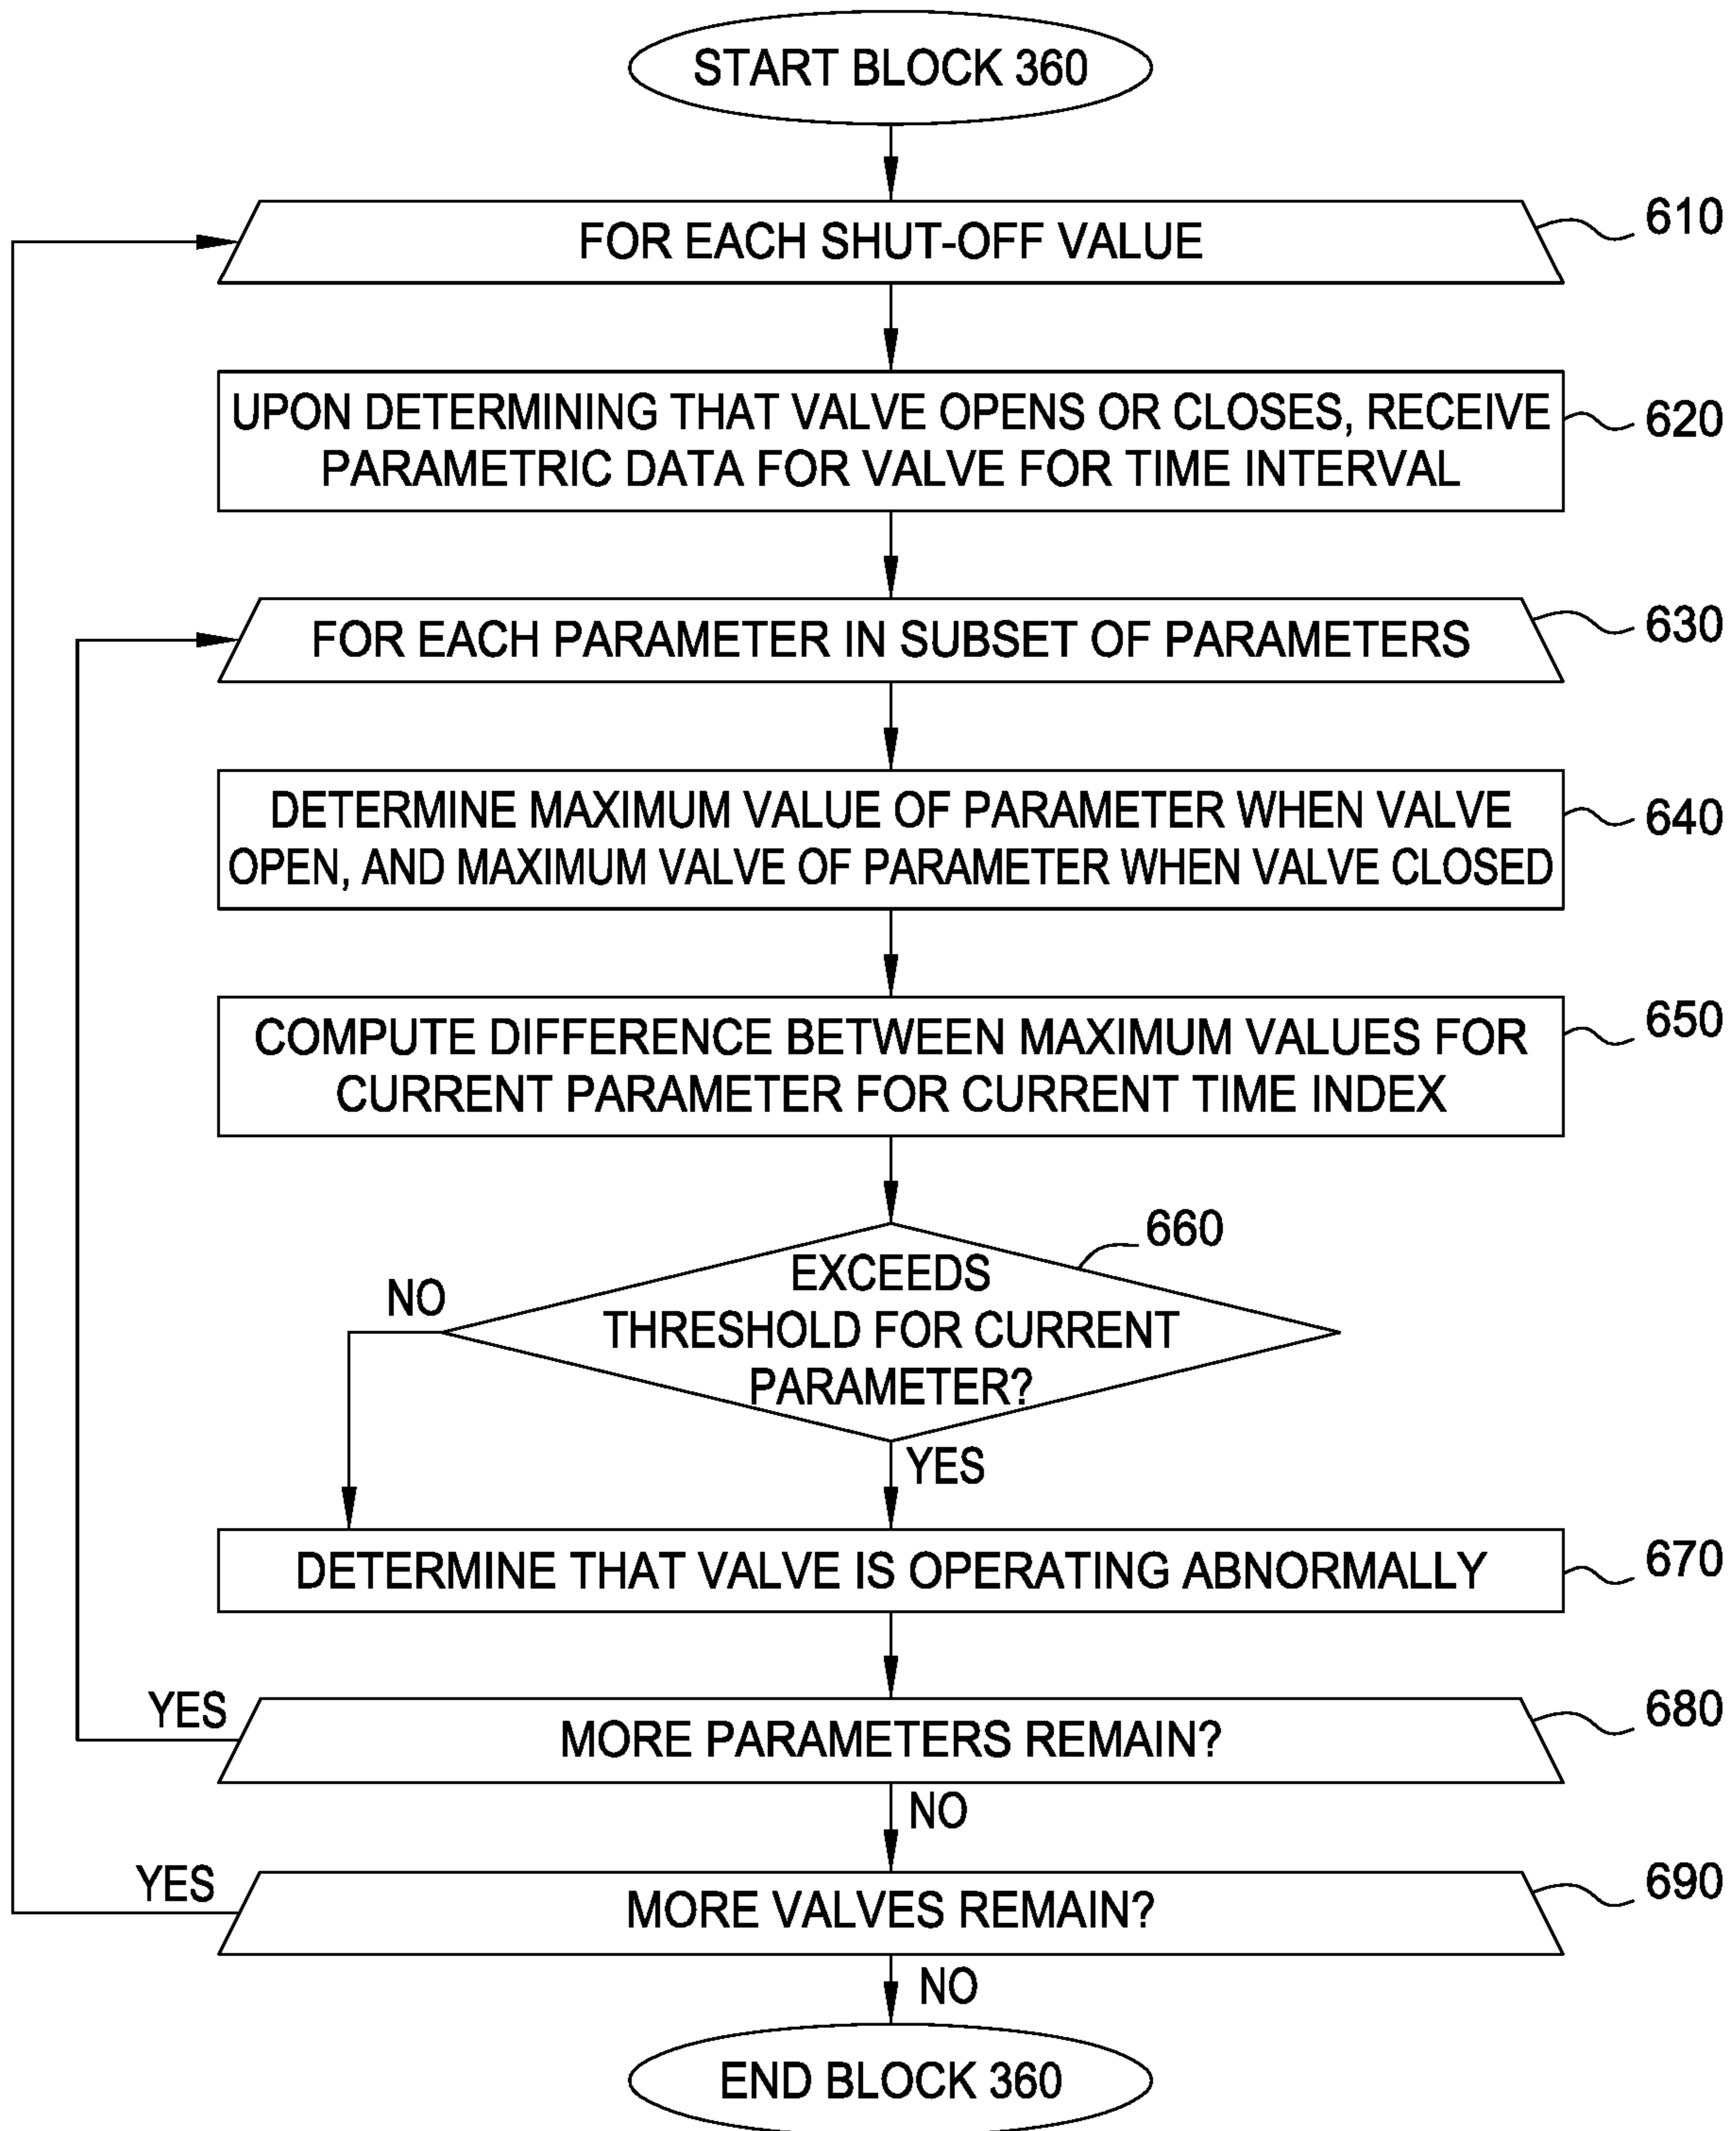 START BLOCK 360
FOR EACH SHUT-OFF VALUE
610
UPON DETERMINING THAT VALVE OPENS OR CLOSES, RECEIVE
PARAMETRIC DATA FOR VALVE FOR TIME INTERVAL
620
FOR EACH PARAMETER IN SUBSET OF PARAMETERS
630
DETERMINE MAXIMUM VALUE OF PARAMETER WHEN VALVE
OPEN, AND MAXIMUM VALVE OF PARAMETER WHEN VALVE CLOSED
640
COMPUTE DIFFERENCE BETWEEN MAXIMUM VALUES FOR
CURRENT PARAMETER FOR CURRENT TIME INDEX
650
660
EXCEEDS
THRESHOLD FOR CURRENT
PARAMETER?
NO
YES
DETERMINE THAT VALVE IS OPERATING ABNORMALLY
670
YES
MORE PARAMETERS REMAIN?
680
NO
YES
MORE VALVES REMAIN?
690
NO
END BLOCK 360